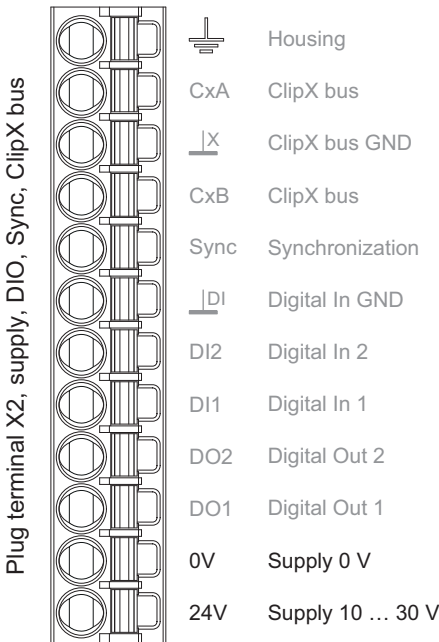 Plug terminal X2, supply, DIO, Sync, ClipX bus
Housing
CxA ClipX bus
X ClipX bus GND
CxB ClipX bus
Sync Synchronization
DI Digital In GND
DI2 Digital In 2
DI1 Digital In 1
DO2 Digital Out 2
DO1 Digital Out 1
0V Supply 0 V
24V Supply 10 … 30 V